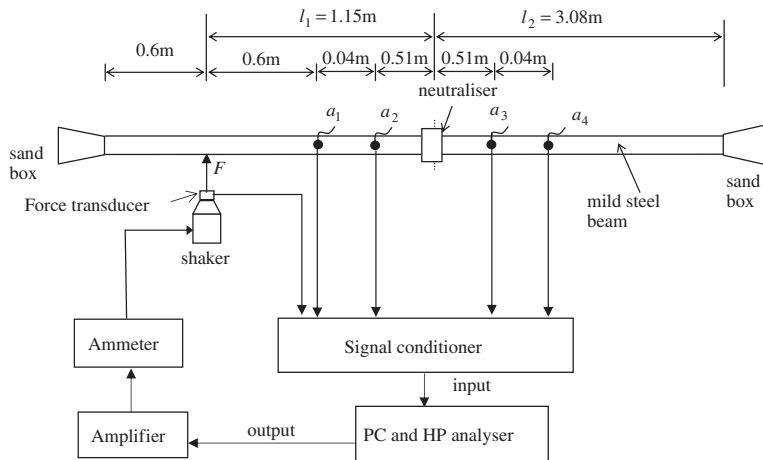 l₁ = 1.15m
l₂ = 3.08m
0.6m
0.6m
0.04m
0.51m
0.51m
0.04m
neutraliser
a₁
a₂
a₃
a₄
sand
box
F
Force transducer
shaker
mild steel
beam
sand
box
Ammeter
Signal conditioner
input
Amplifier
output
PC and HP analyser